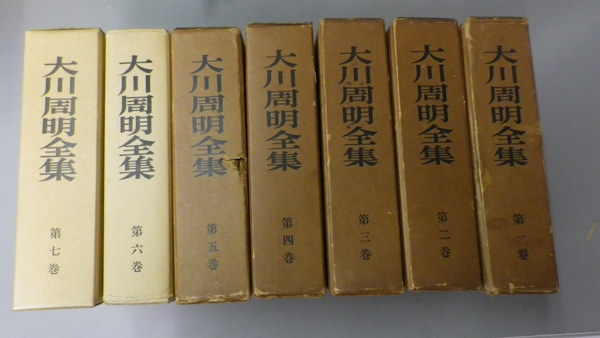 大川周明全集 第一巻
大川周明全集 第二巻
大川周明全集 第三巻
大川周明全集 第四巻
大川周明全集 第五巻
大川周明全集 第六巻
大川周明全集 第七巻